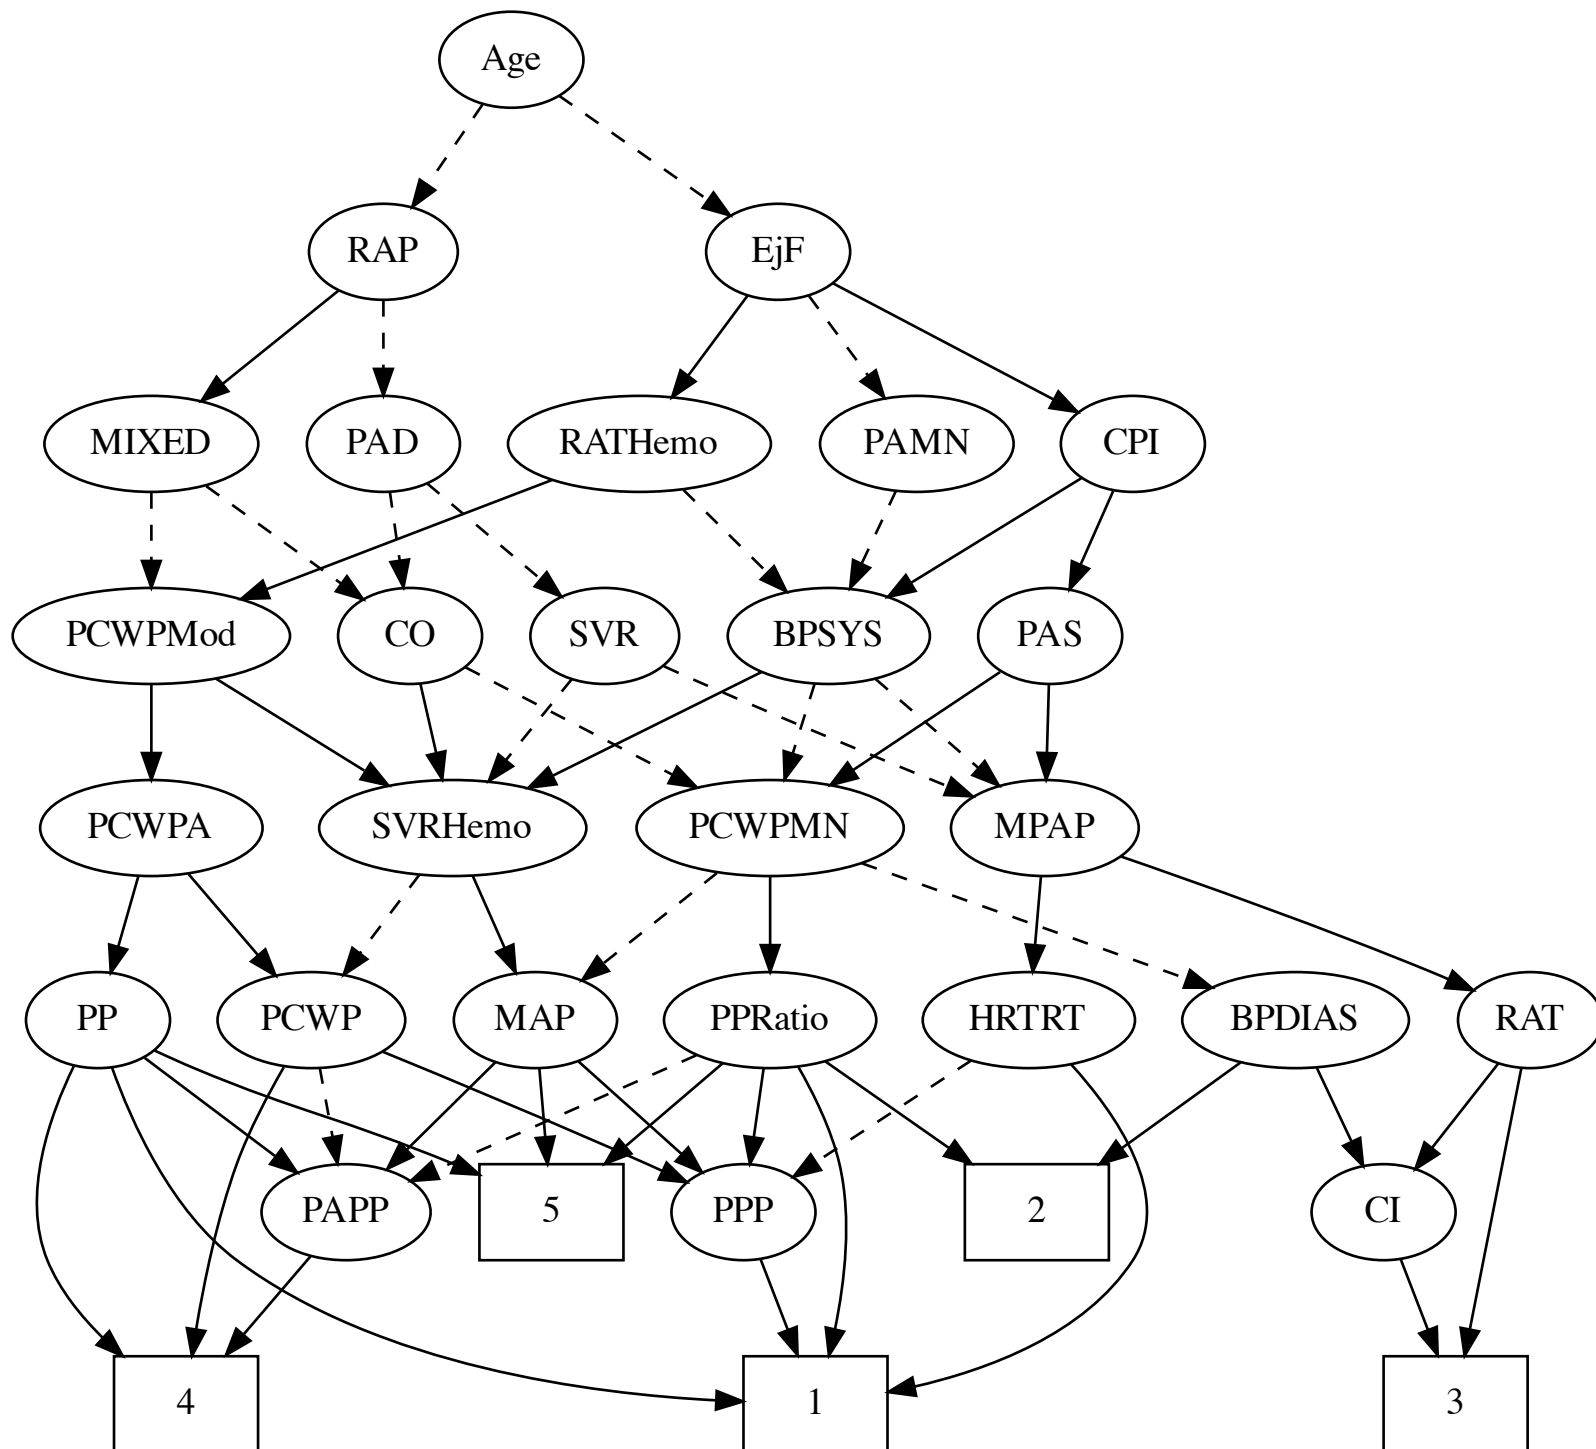 Age
RAP
EjF
MIXED
PAD
RATHemo
PAMN
CPI
PCWPMod
CO
SVR
BPSYS
PAS
PCWPA
SVRHemo
PCWPMN
MPAP
PP
PCWP
MAP
PPRatio
HRTRT
BPDIAS
RAT
PAPP
5
PPP
2
CI
4
1
3